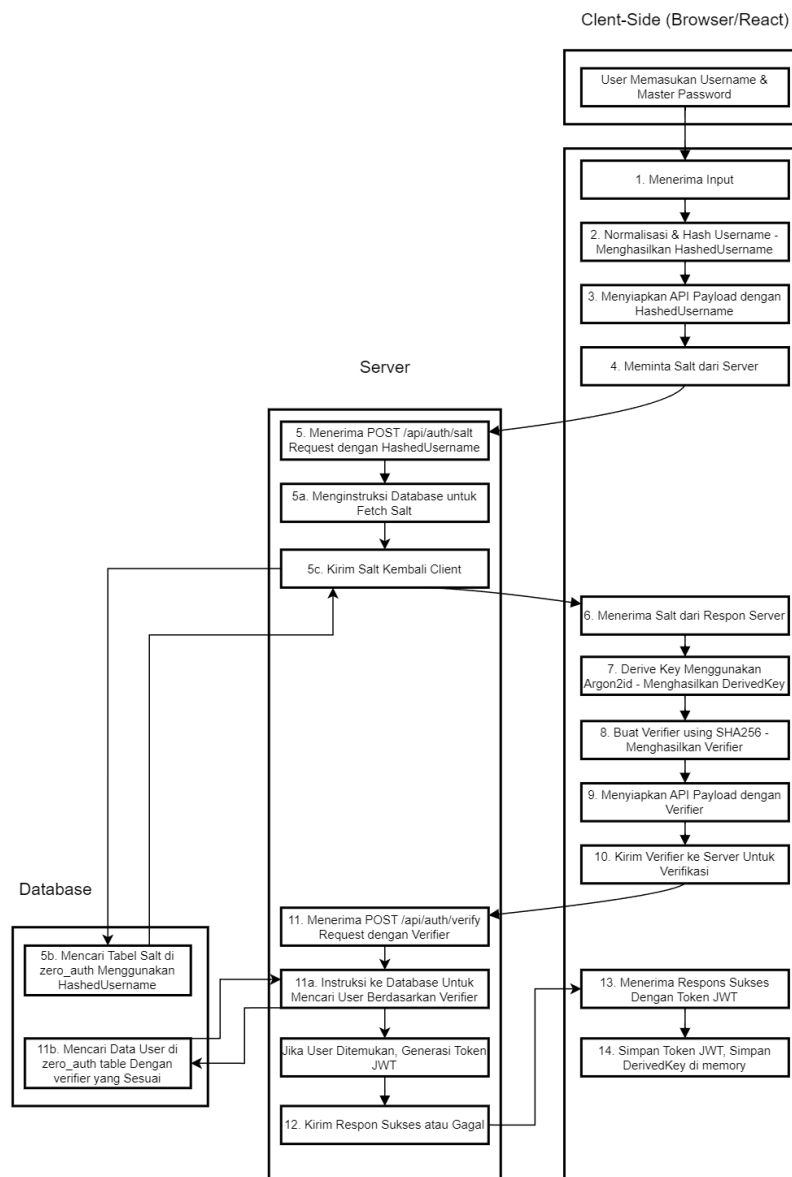 Clent-Side (Browser/React)
User Memasukan Username &
Master Password
1. Menerima Input
2. Normalisasi & Hash Username -
Menghasilkan HashedUsername
3. Menyiapkan API Payload dengan
HashedUsername
4. Meminta Salt dari Server
Server
5. Menerima POST /api/auth/salt
Request dengan HashedUsername
5a. Menginstruksi Database untuk
Fetch Salt
5c. Kirim Salt Kembali Client
6. Menerima Salt dari Respon Server
7. Derive Key Menggunakan
Argon2id - Menghasilkan DerivedKey
8. Buat Verifier using SHA256 -
Menghasilkan Verifier
9. Menyiapkan API Payload dengan
Verifier
10. Kirim Verifier ke Server Untuk
Verifikasi
Database
5b. Mencari Tabel Salt di
zero_auth Menggunakan
HashedUsername
11b. Mencari Data User di
zero_auth table Dengan
verifier yang Sesuai
11. Menerima POST /api/auth/verify
Request dengan Verifier
11a. Instruksi ke Database Untuk
Mencari User Berdasarkan Verifier
Jika User Ditemukan, Generasi Token
JWT
12. Kirim Respon Sukses atau Gagal
13. Menerima Respons Sukses
Dengan Token JWT
14. Simpan Token JWT, Simpan
DerivedKey di memory